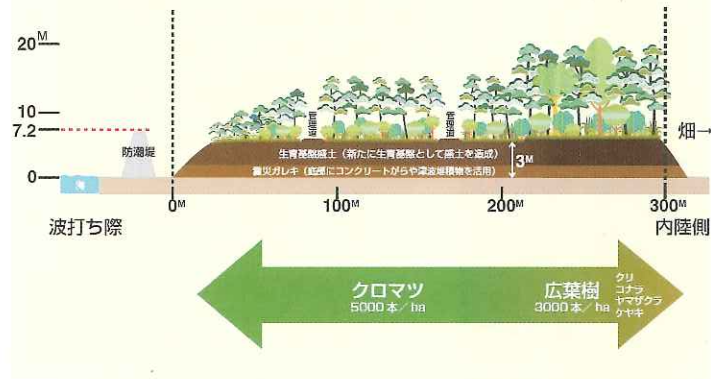 20M
10
7.2
0
防潮堤
海
管理道
管理道
畑→
生育基盤盛土（新たに生育基盤として盛土を造成）
3M
震災ガレキ（底部にコンクリートがらや津波堆積物を活用）
0M
100M
200M
300M
波打ち際
内陸側
クロマツ
5000本／ha
広葉樹
3000本／ha
クリ
コナラ
ヤマザクラ
ケヤキ